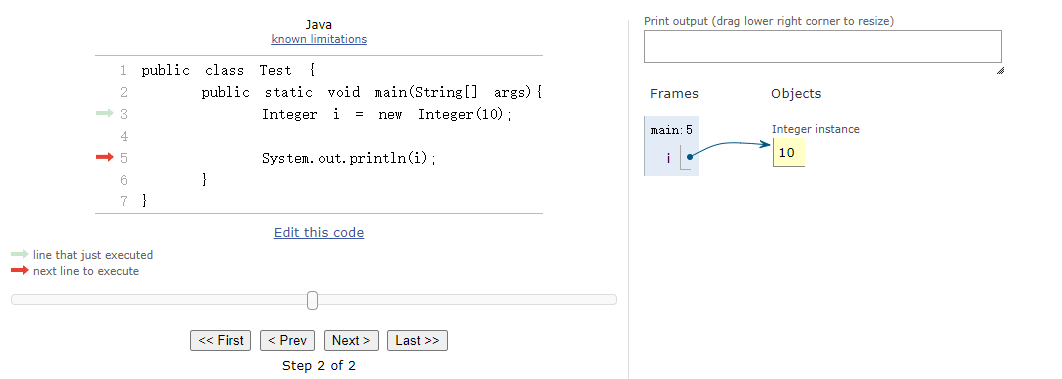 Java
known limitations
1 public class Test {
2 public static void main(String[] args){
3 Integer i = new Integer(10);
4
5 System.out.println(i);
6 }
7 }
Edit this code
line that just executed
next line to execute
<< First < Prev Next > Last >>
Step 2 of 2
Print output (drag lower right corner to resize)
Frames Objects
main:5
i
Integer instance
10